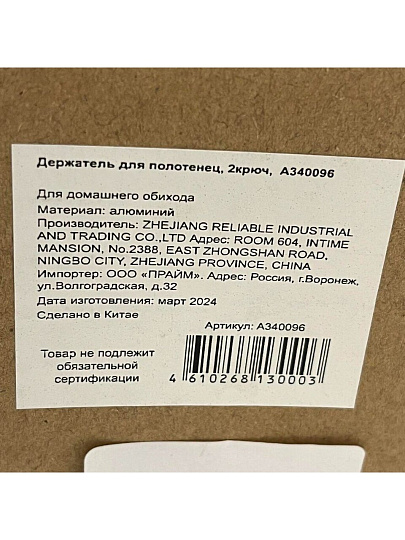 Держатель для полотенец, 2крюч, А340096
Для домашнего обихода
Материал: алюминий
Производитель: ZHEJIANG RELIABLE INDUSTRIAL
AND TRADING CO.,LTD Адрес: ROOM 604, INTIME
MANSION, No.2388, EAST ZHONGSHAN ROAD,
NINGBO CITY, ZHEJIANG PROVINCE, CHINA
Импортер: ООО «ПРАЙМ». Адрес: Россия, г.Воронеж,
ул.Волгоградская, д.32
Дата изготовления: март 2024
Сделано в Китае
Артикул: А340096
Товар не подлежит
обязательной
сертификации
4 610268 130003